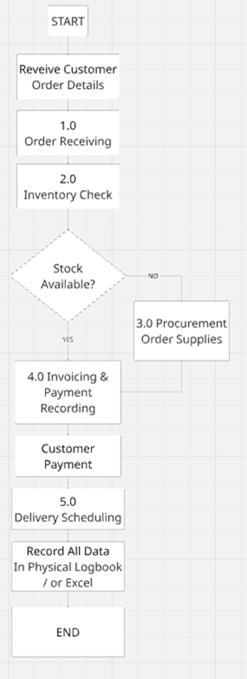 START
Reveive Customer
Order Details
1.0
Order Receiving
2.0
Inventory Check
Stock
Available?
NO
3.0 Procurement
Order Supplies
YES
4.0 Invoicing &
Payment
Recording
Customer
Payment
5.0
Delivery Scheduling
Record All Data
In Physical Logbook
/ or Excel
END